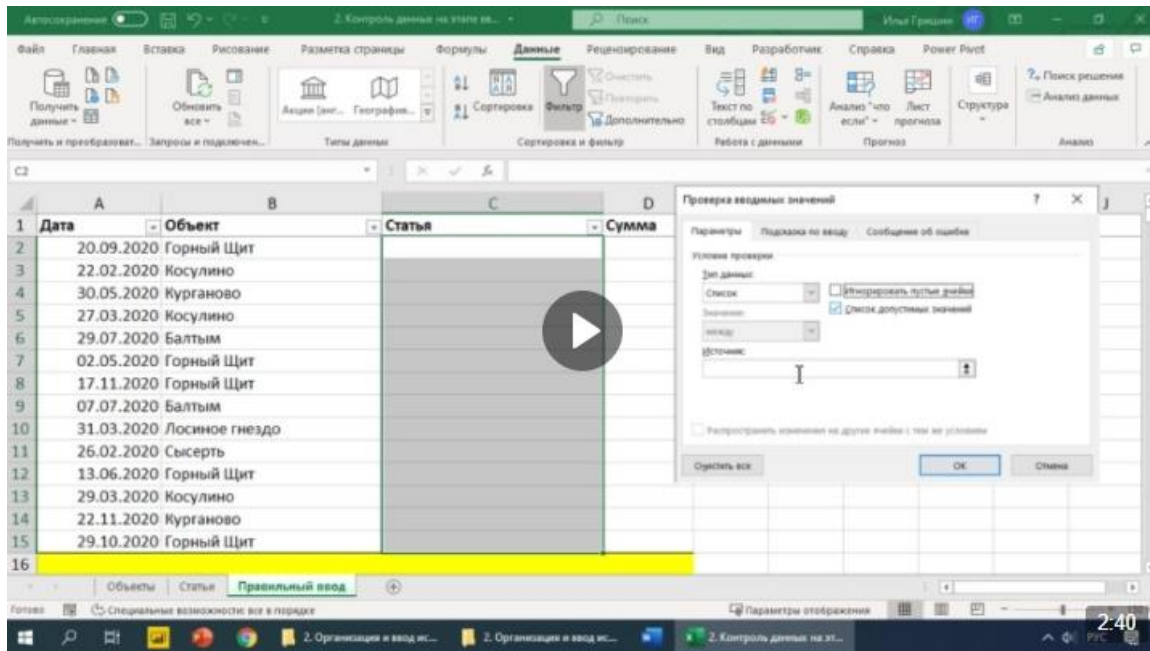 Автосохранение
2. Контроль данных на этапе вв...
Поиск
Илья Гришин
ИГ
Файл Главная Вставка Рисование Разметка страницы Формулы Данные Рецензирование Вид Разработчик Справка Power Pivot
Получить данные
Обновить все
Акции (анг... География...
Сортировка
Фильтр
Очистить
Повторить
Дополнительно
Текст по столбцам
Анализ "что если"
Лист прогноза
Структура
Поиск решения
Анализ данных
Получить и преобразоват... Запросы и подключен... Типы данных Сортировка и фильтр Работа с данными Прогноз Анализ
C2
A B C D J
1 Дата Объект Статья Сумма
2 20.09.2020 Горный Щит
3 22.02.2020 Косулино
4 30.05.2020 Курганово
5 27.03.2020 Косулино
6 29.07.2020 Балтым
7 02.05.2020 Горный Щит
8 17.11.2020 Горный Щит
9 07.07.2020 Балтым
10 31.03.2020 Лосиное гнездо
11 26.02.2020 Сысерть
12 13.06.2020 Горный Щит
13 29.03.2020 Косулино
14 22.11.2020 Курганово
15 29.10.2020 Горный Щит
16
Проверка вводимых значений ? ×
Параметры Подсказка по вводу Сообщение об ошибке
Условие проверки
Тип данных:
Список
Игнорировать пустые ячейки
Значение:
Список допустимых значений
между
Источник:
Распространить изменения на другие ячейки с тем же условием
Очистить все ОК Отмена
Объекты Статьи Правильный ввод
Готово Специальные возможности: все в порядке Параметры отображения
2. Организация и ввод ис... 2. Организация и ввод ис... 2. Контроль данных на эт... РУС
2:40